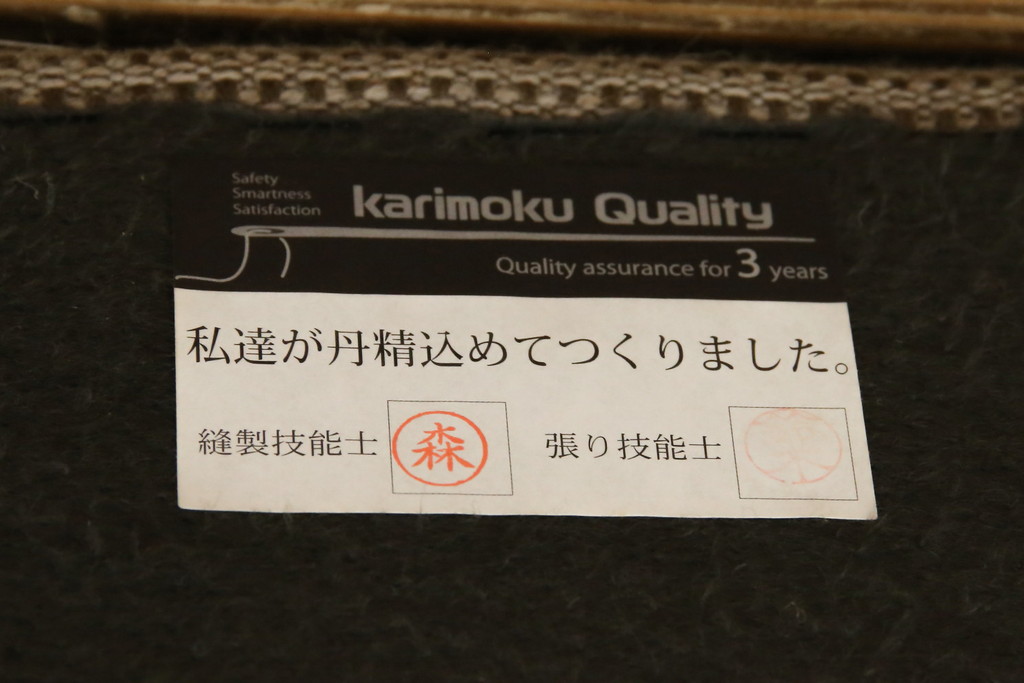 Safety
Smartness
Satisfaction
karimoku Quality
Quality assurance for 3 years
私達が丹精込めてつくりました。
縫製技能士 森 張り技能士